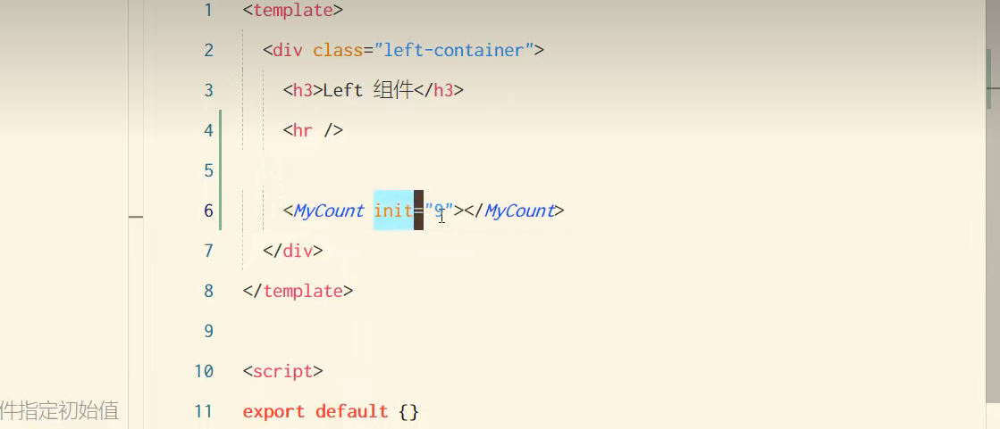 1 <template>
2 <div class="left-container">
3 <h3>Left 组件</h3>
4 <hr />
5
6 <MyCount init="9"></MyCount>
7 </div>
8 </template>
9
10 <script>
件指定初始值
11 export default {}